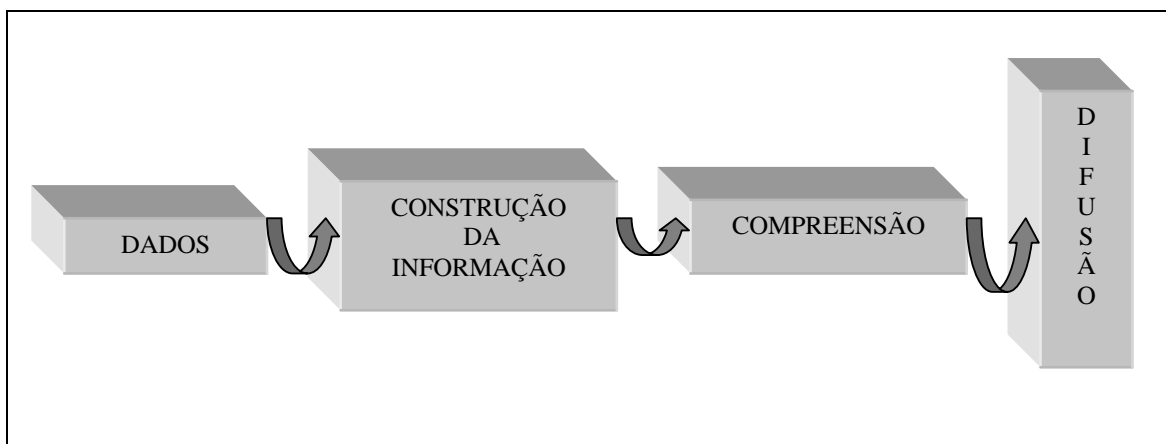 DADOS
CONSTRUÇÃO
DA
INFORMAÇÃO
COMPREENSÃO
D
I
F
U
S
Ã
O